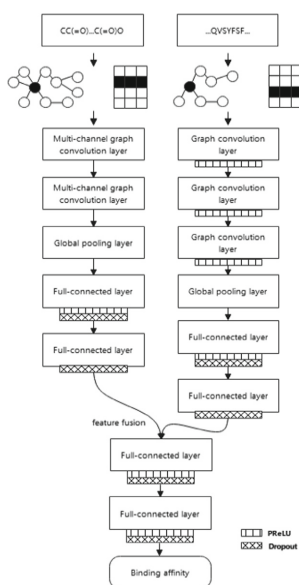 CC(=O)...C(=O)O
...QVSYFSF...
Multi-channel graph
convolution layer
Graph convolution
layer
Multi-channel graph
convolution layer
Graph convolution
layer
Global pooling layer
Graph convolution
layer
Full-connected layer
Global pooling layer
Full-connected layer
Full-connected layer
Full-connected layer
feature fusion
Full-connected layer
Full-connected layer
PReLU
Dropout
Binding affinity